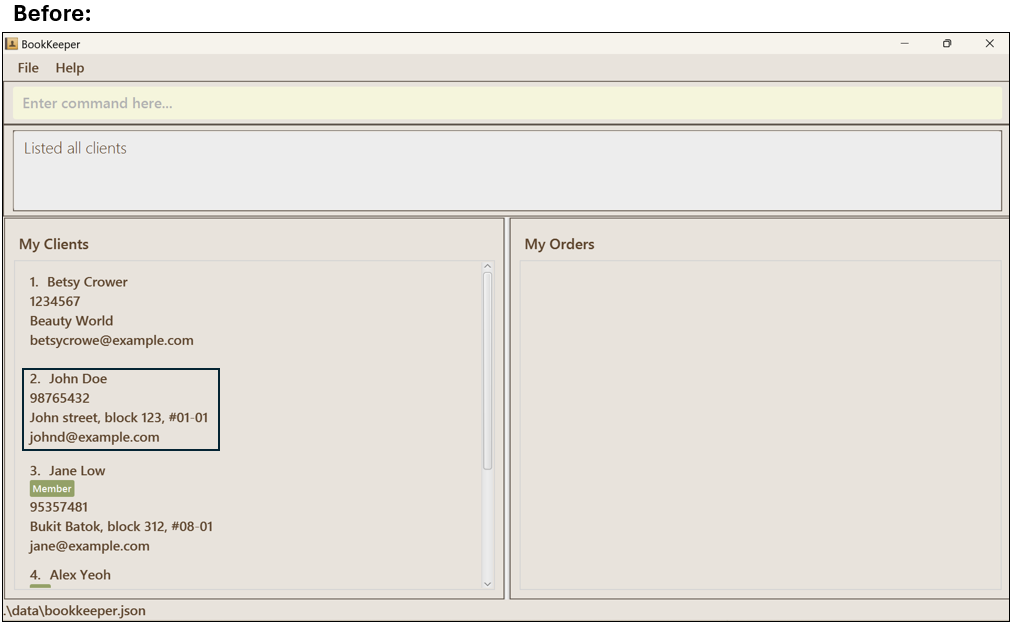 Before:
BookKeeper
File Help
Enter command here...
Listed all clients
My Clients
1. Betsy Crower
1234567
Beauty World
betsycrowe@example.com
2. John Doe
98765432
John street, block 123, #01-01
johnd@example.com
3. Jane Low
Member
95357481
Bukit Batok, block 312, #08-01
jane@example.com
4. Alex Yeoh
My Orders
.\data\bookkeeper.json